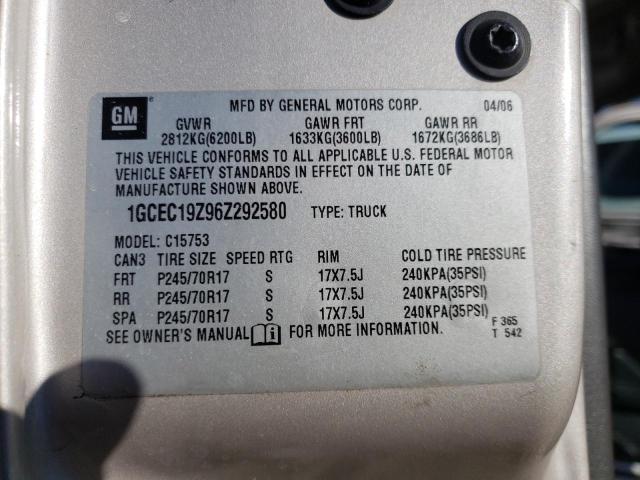 GM ® MFD BY GENERAL MOTORS CORP. 04/06
GVWR GAWR FRT GAWR RR
2812KG(6200LB) 1633KG(3600LB) 1672KG(3686LB)
THIS VEHICLE CONFORMS TO ALL APPLICABLE U.S. FEDERAL MOTOR
VEHICLE SAFETY STANDARDS IN EFFECT ON THE DATE OF
MANUFACTURE SHOWN ABOVE.
1GCEC19Z96Z292580 TYPE: TRUCK
MODEL: C15753
CAN3 TIRE SIZE SPEED RTG RIM COLD TIRE PRESSURE
FRT P245/70R17 S 17X7.5J 240KPA(35PSI)
RR P245/70R17 S 17X7.5J 240KPA(35PSI)
SPA P245/70R17 S 17X7.5J 240KPA(35PSI)
SEE OWNER'S MANUAL i FOR MORE INFORMATION.
F 365
T 542